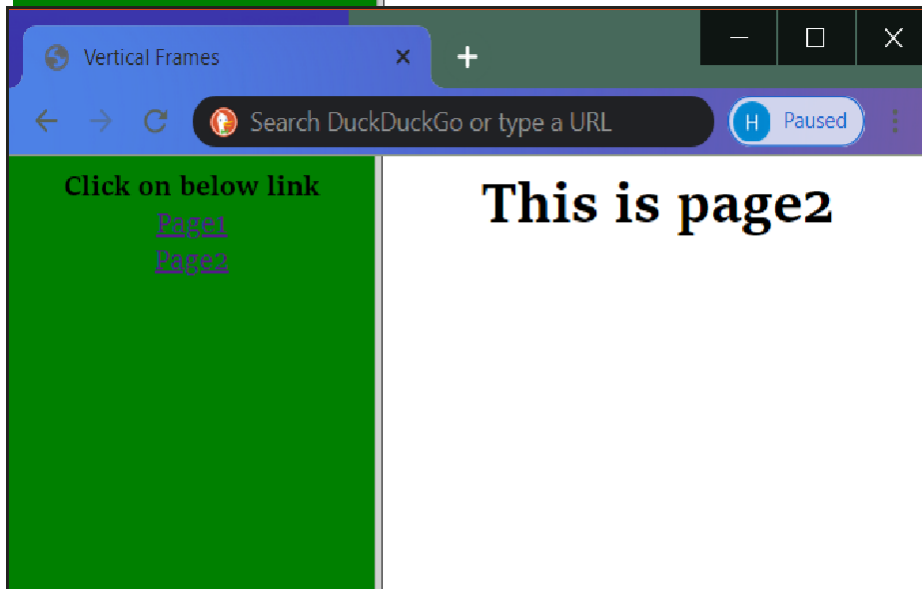 Vertical Frames
Search DuckDuckGo or type a URL
H Paused
Click on below link
Page1
Page2
This is page2